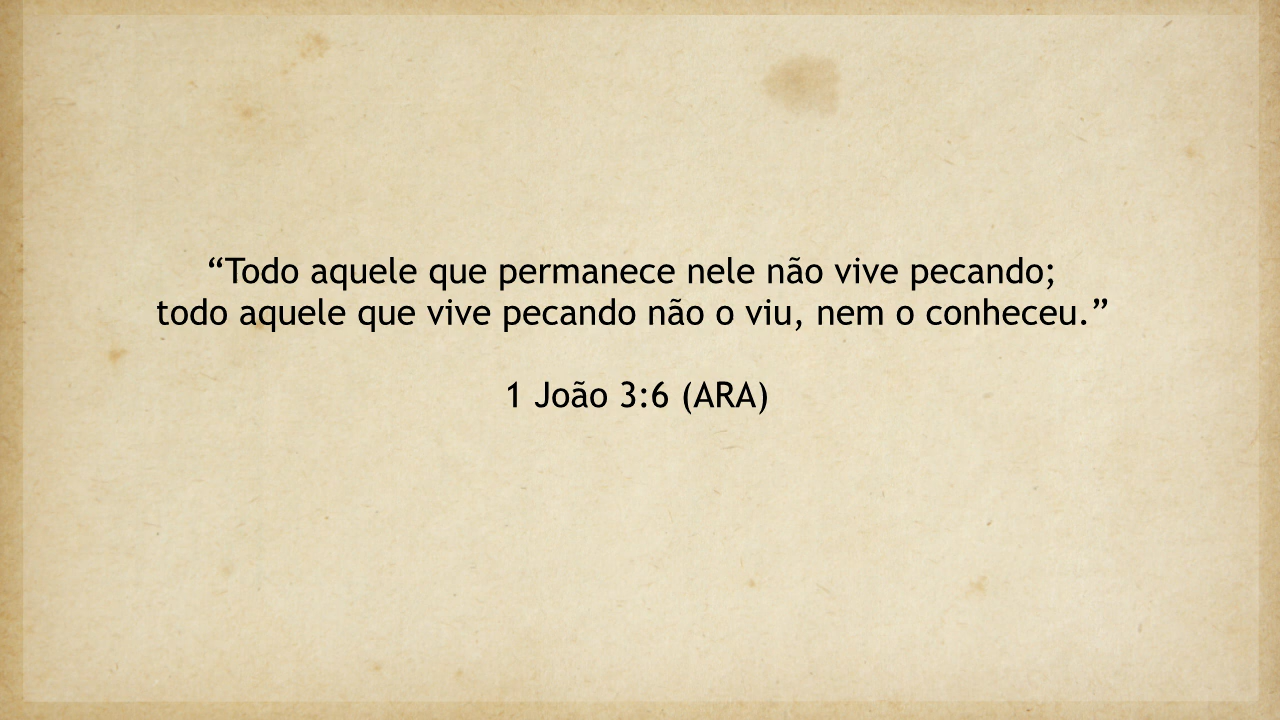 “Todo aquele que permanece nele não vive pecando;
todo aquele que vive pecando não o viu, nem o conheceu.”
1 João 3:6 (ARA)